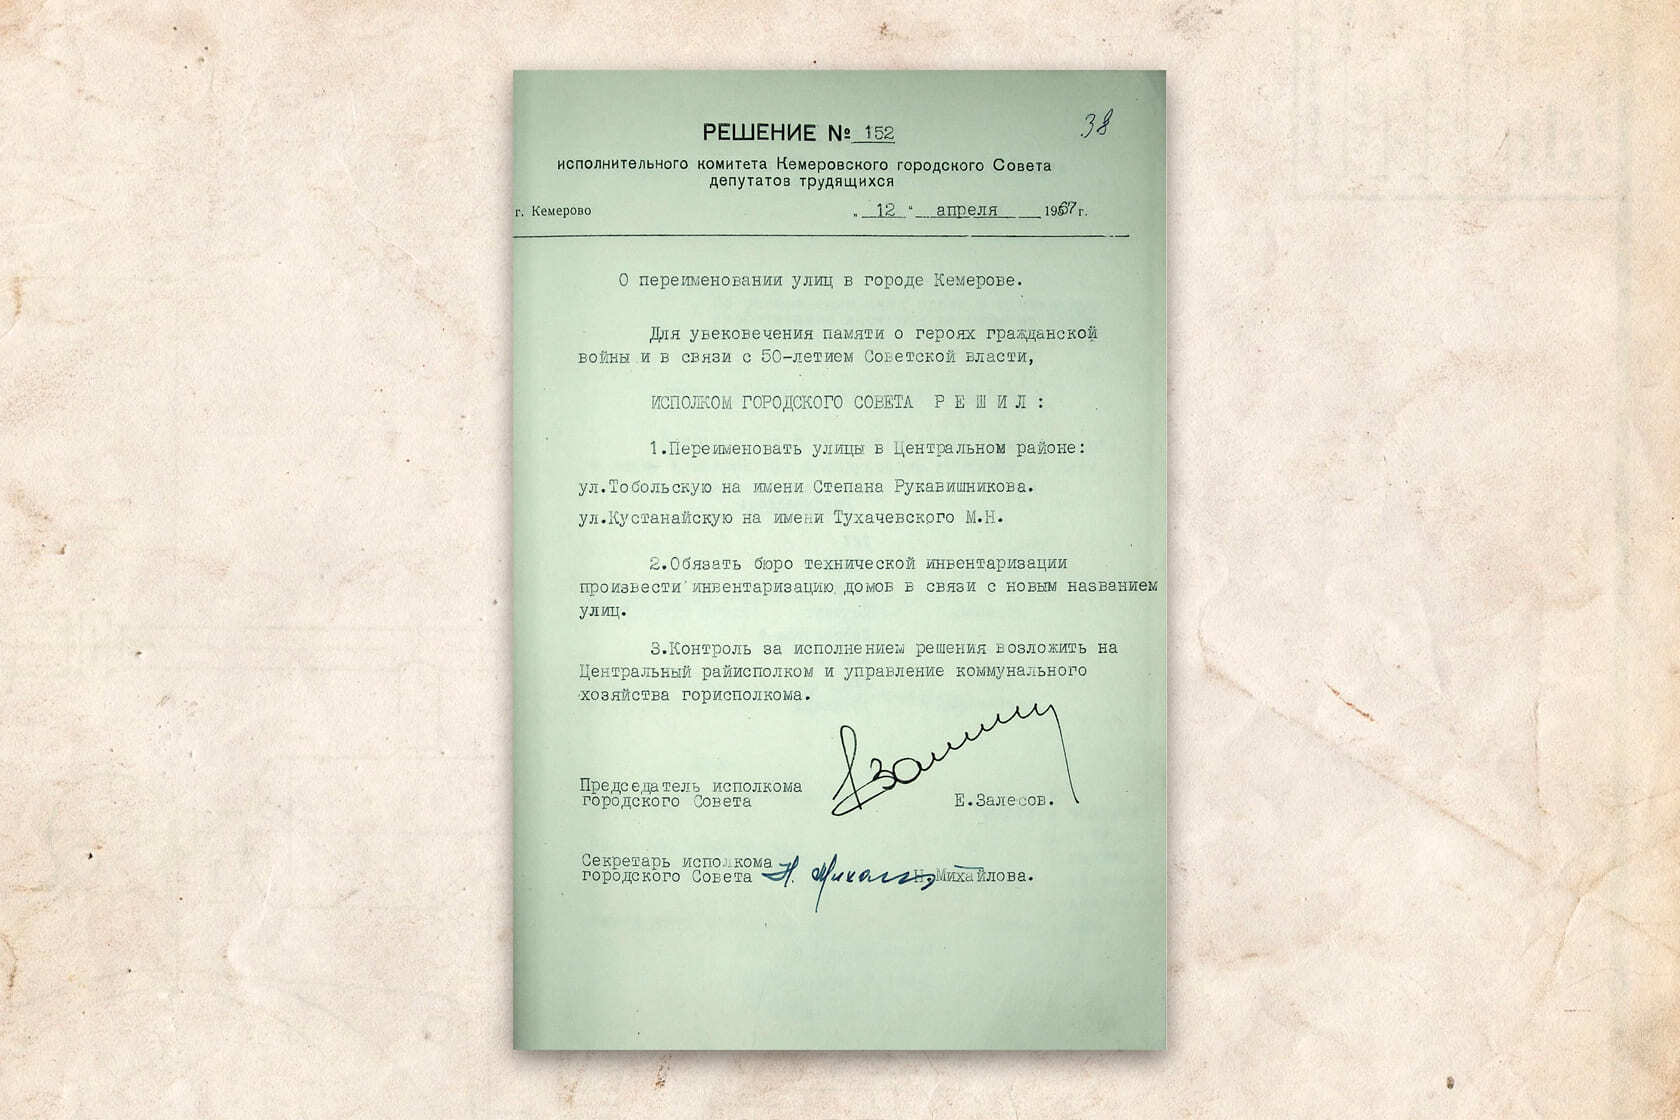 38
РЕШЕНИЕ № 152
исполнительного комитета Кемеровского городского Совета
депутатов трудящихся
г. Кемерово „ 12 “ апреля 1967 г.
О переименовании улиц в городе Кемерове.
Для увековечения памяти о героях гражданской
войны и в связи с 50-летием Советской власти,
ИСПОЛКОМ ГОРОДСКОГО СОВЕТА Р Е Ш И Л :
1.Переименовать улицы в Центральном районе:
ул.Тобольскую на имени Степана Рукавишникова.
ул.Кустанайскую на имени Тухачевского М.Н.
2.Обязать бюро технической инвентаризации
произвести инвентаризацию домов в связи с новым названием
улиц.
3.Контроль за исполнением решения возложить на
Центральный райисполком и управление коммунального
хозяйства горисполкома.
Председатель исполкома
городского Совета Е.Залесов.
Секретарь исполкома
городского Совета Н.Михайлова.